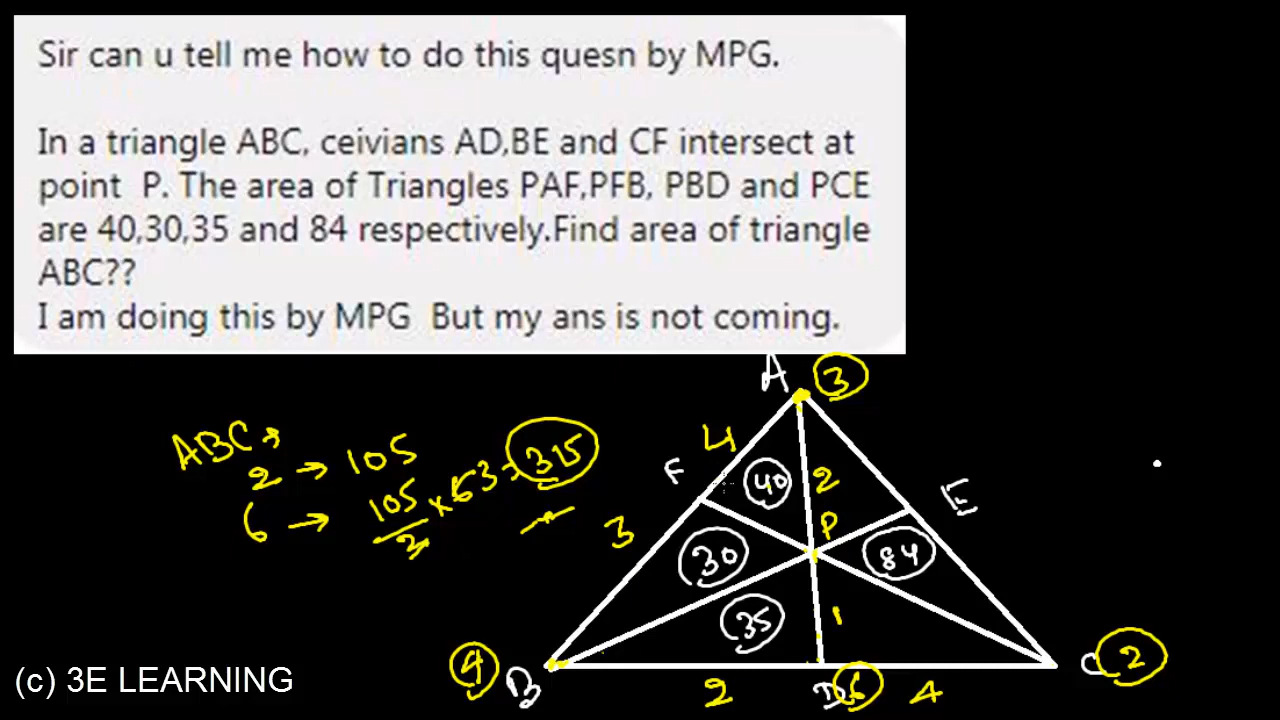 Sir can u tell me how to do this quesn by MPG.
In a triangle ABC, ceivians AD,BE and CF intersect at
point P. The area of Triangles PAF,PFB, PBD and PCE
are 40,30,35 and 84 respectively.Find area of triangle
ABC??
I am doing this by MPG But my ans is not coming.
A 3
ABC →
2 → 105
6 → 105/2 × 6 3 = 315
4
F
40
2
E
3
P
30
84
35
1
4
B
2
D 6
4
C 2
(c) 3E LEARNING